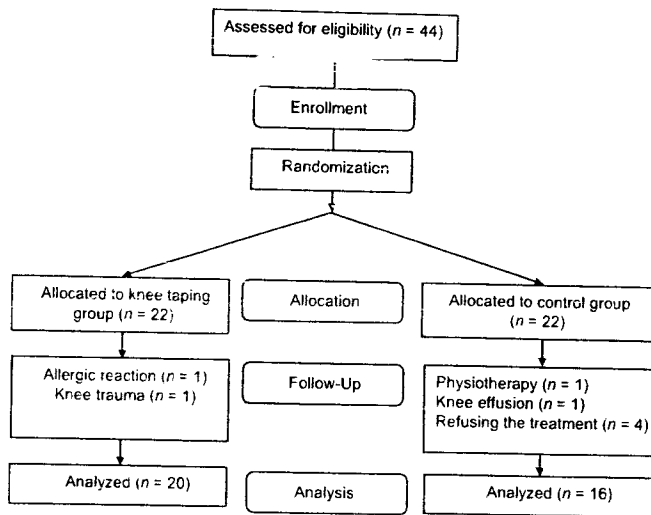 Assessed for eligibility (n = 44)
Enrollment
Randomization
Allocated to knee taping
group (n = 22)
Allocation
Allocated to control group
(n = 22)
Allergic reaction (n = 1)
Knee trauma (n = 1)
Follow-Up
Physiotherapy (n = 1)
Knee effusion (n = 1)
Refusing the treatment (n = 4)
Analyzed (n = 20)
Analysis
Analyzed (n = 16)